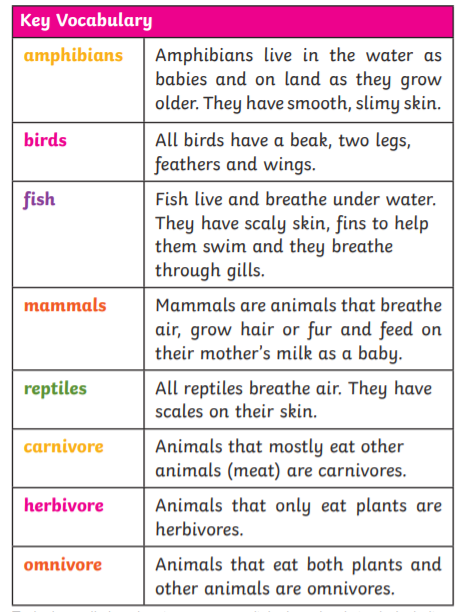 Key Vocabulary
amphibians
Amphibians live in the water as
babies and on land as they grow
older. They have smooth, slimy skin.
birds
All birds have a beak, two legs,
feathers and wings.
fish
Fish live and breathe under water.
They have scaly skin, fins to help
them swim and they breathe
through gills.
mammals
Mammals are animals that breathe
air, grow hair or fur and feed on
their mother's milk as a baby.
reptiles
All reptiles breathe air. They have
scales on their skin.
carnivore
Animals that mostly eat other
animals (meat) are carnivores.
herbivore
Animals that only eat plants are
herbivores.
omnivore
Animals that eat both plants and
other animals are omnivores.